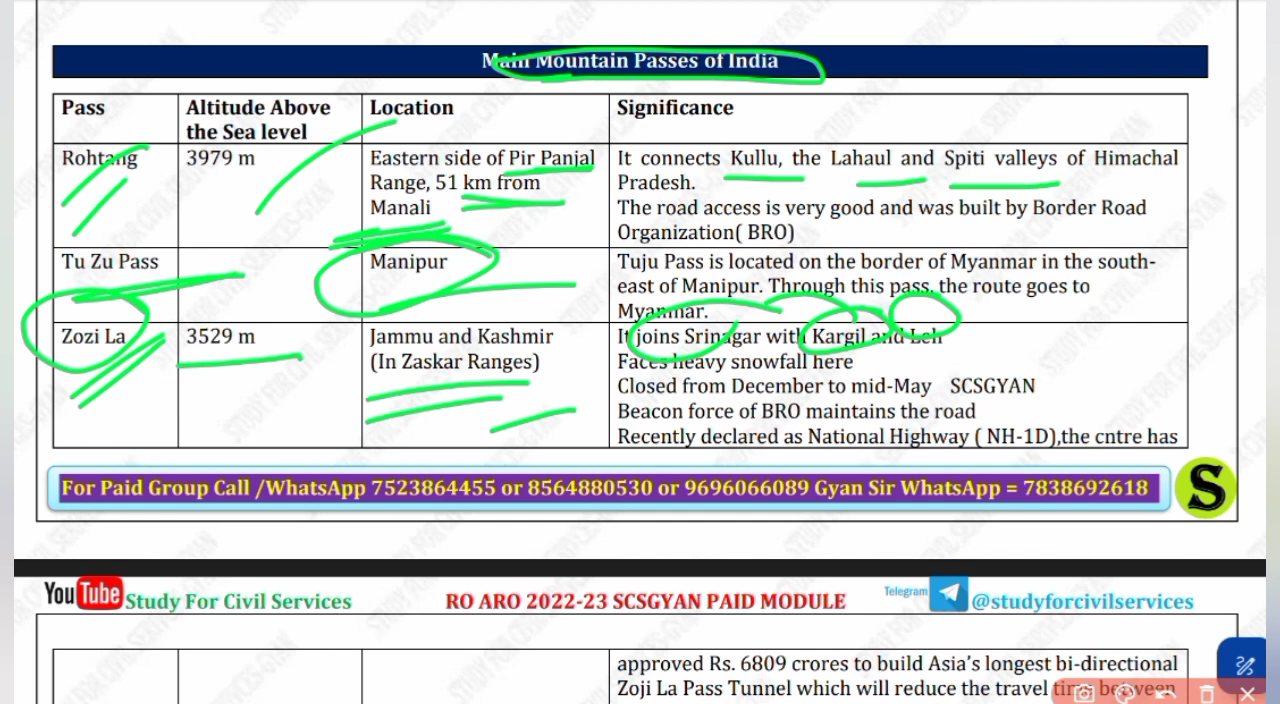 Main Mountain Passes of India
Pass
Altitude Above
the Sea level
Location
Significance
Rohtang
3979 m
Eastern side of Pir Panjal
Range, 51 km from
Manali
It connects Kullu, the Lahaul and Spiti valleys of Himachal
Pradesh.
The road access is very good and was built by Border Road
Organization( BRO)
Tu Zu Pass
Manipur
Tuju Pass is located on the border of Myanmar in the south-
east of Manipur. Through this pass, the route goes to
Myanmar.
Zozi La
3529 m
Jammu and Kashmir
(In Zaskar Ranges)
It joins Srinagar with Kargil and Leh
Faces heavy snowfall here
Closed from December to mid-May SCSGYAN
Beacon force of BRO maintains the road
Recently declared as National Highway ( NH-1D),the cntre has
For Paid Group Call /WhatsApp 7523864455 or 8564880530 or 9696066089 Gyan Sir WhatsApp = 7838692618
S
YouTube Study For Civil Services
RO ARO 2022-23 SCSGYAN PAID MODULE
Telegram @studyforcivilservices
approved Rs. 6809 crores to build Asia's longest bi-directional
Zoji La Pass Tunnel which will reduce the travel time between